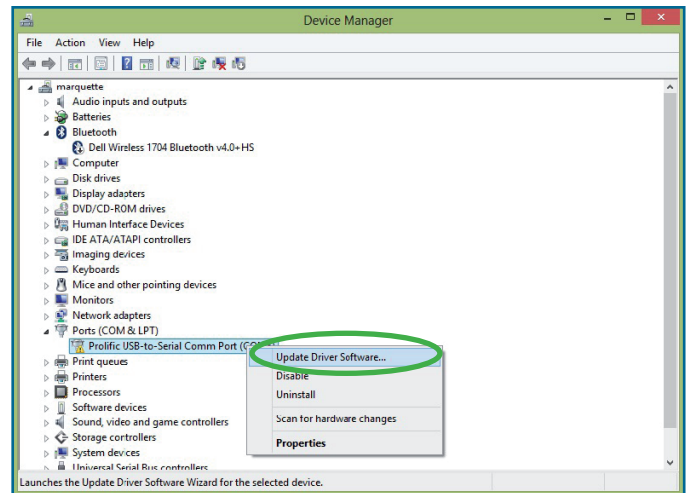 Device Manager
File Action View Help
marquette
Audio inputs and outputs
Batteries
Bluetooth
Dell Wireless 1704 Bluetooth v4.0+HS
Computer
Disk drives
Display adapters
DVD/CD-ROM drives
Human Interface Devices
IDE ATA/ATAPI controllers
Imaging devices
Keyboards
Mice and other pointing devices
Monitors
Network adapters
Ports (COM & LPT)
Prolific USB-to-Serial Comm Port
Update Driver Software...
Disable
Uninstall
Scan for hardware changes
Properties
Print queues
Printers
Processors
Software devices
Sound, video and game controllers
Storage controllers
System devices
Universal Serial Bus controllers
Launches the Update Driver Software Wizard for the selected device.